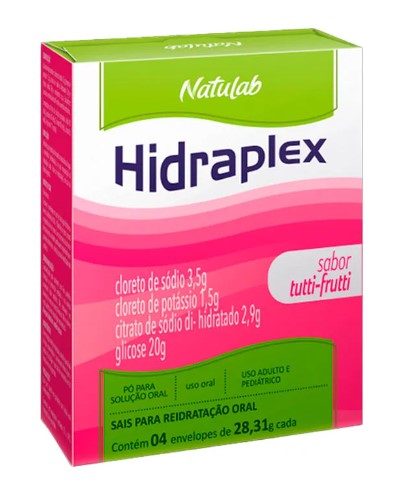 Natulab
Hidraplex
sabor
tutti-frutti
cloreto de sódio 3,5g
cloreto de potássio 1,5g
citrato de sódio di- hidratado 2,9g
glicose 20g
PÓ PARA
SOLUÇÃO ORAL
uso oral
USO ADULTO E
PEDIÁTRICO
SAIS PARA REIDRATAÇÃO ORAL
Contém 04 envelopes de 28,31g cada